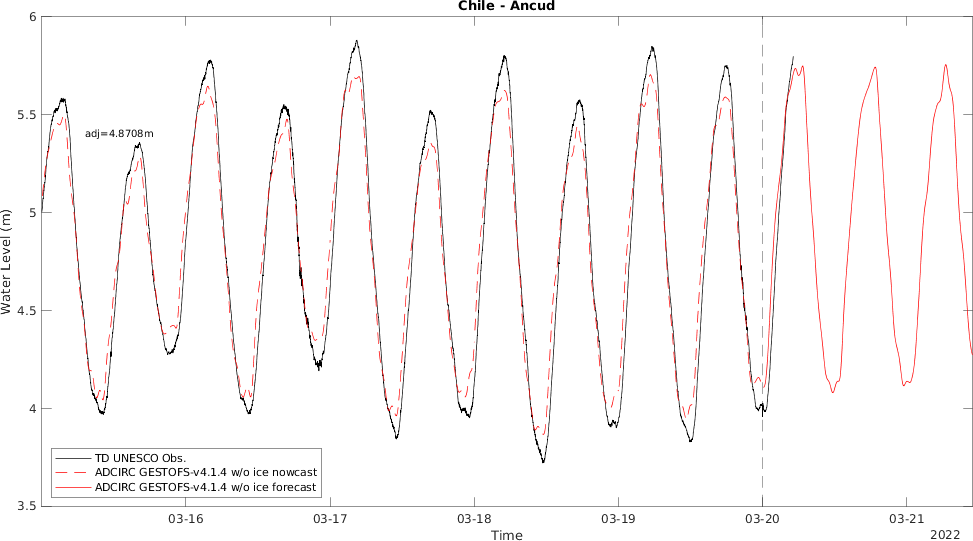 Chile - Ancud
6
5.5
5
4.5
4
3.5
Water Level (m)
adj=4.8708m
TD UNESCO Obs.
ADCIRC GESTOFS-v4.1.4 w/o ice nowcast
ADCIRC GESTOFS-v4.1.4 w/o ice forecast
03-16 03-17 03-18 03-19 03-20 03-21
Time
2022